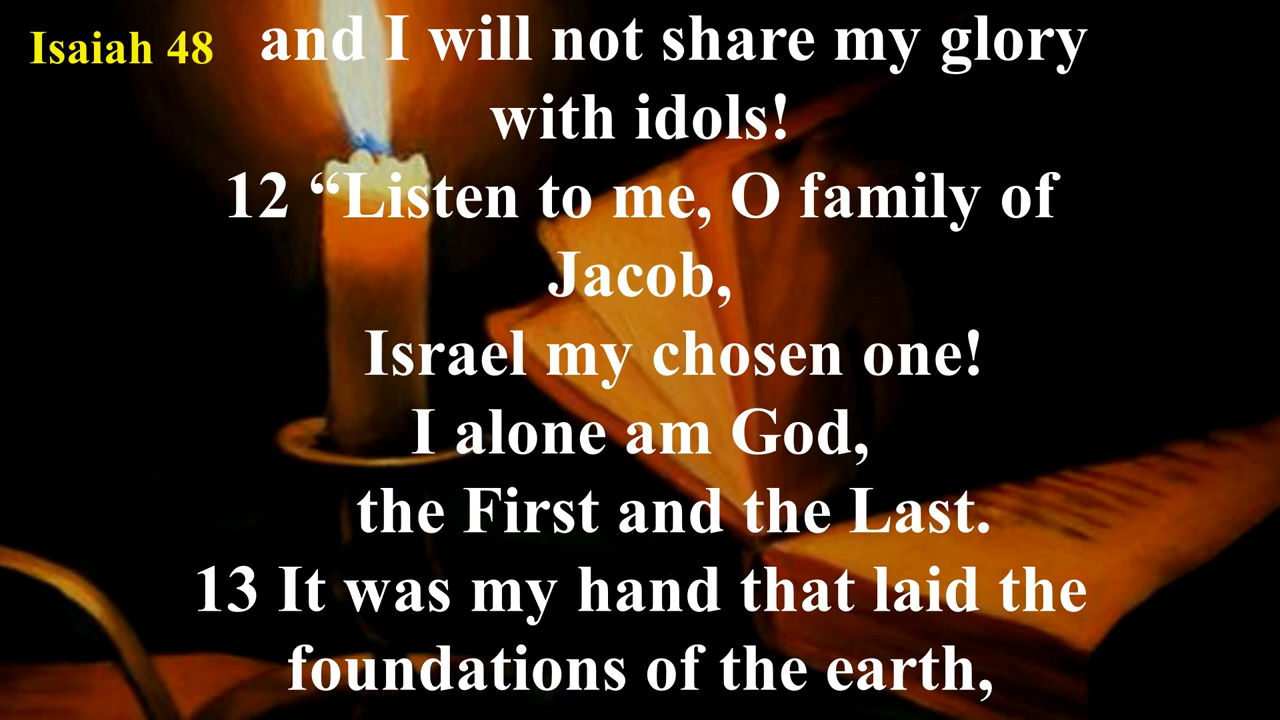 Isaiah 48
and I will not share my glory
with idols!
12 “Listen to me, O family of
Jacob,
Israel my chosen one!
I alone am God,
the First and the Last.
13 It was my hand that laid the
foundations of the earth,